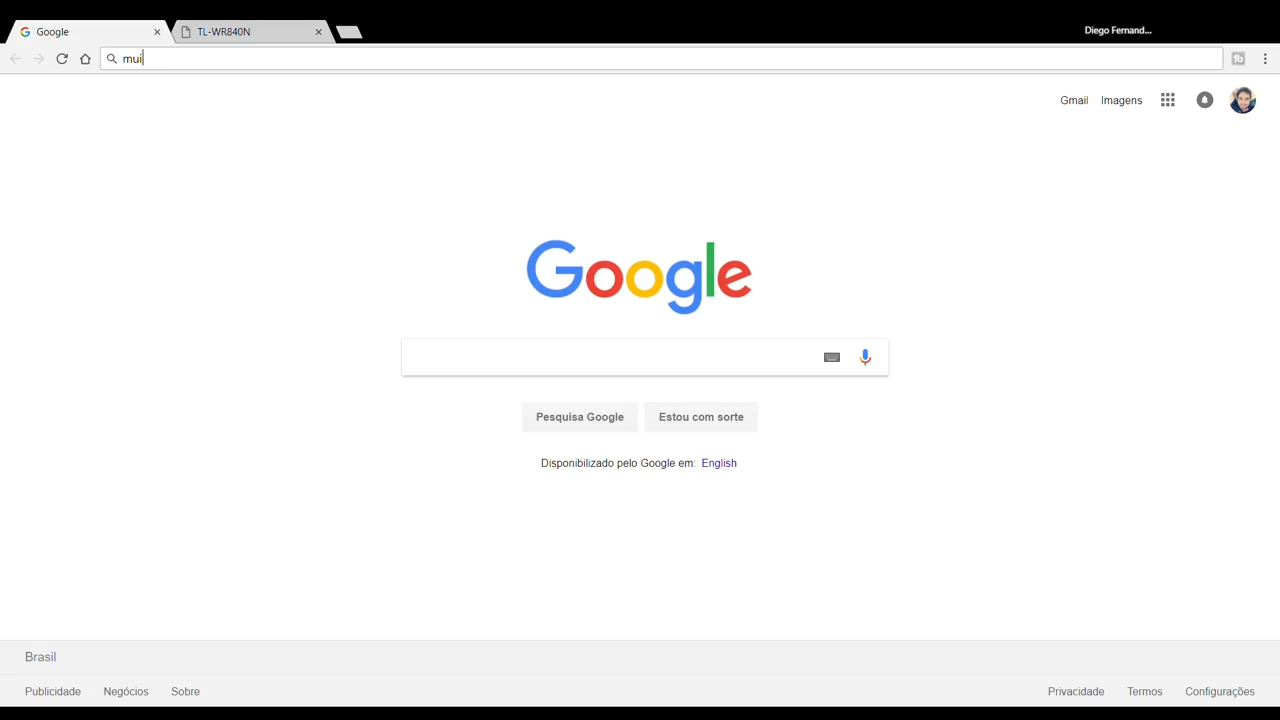 Google
TL-WR840N
Diego Fernand...
mui
Gmail
Imagens
Google
Pesquisa Google
Estou com sorte
Disponibilizado pelo Google em: English
Brasil
Publicidade
Negócios
Sobre
Privacidade
Termos
Configurações